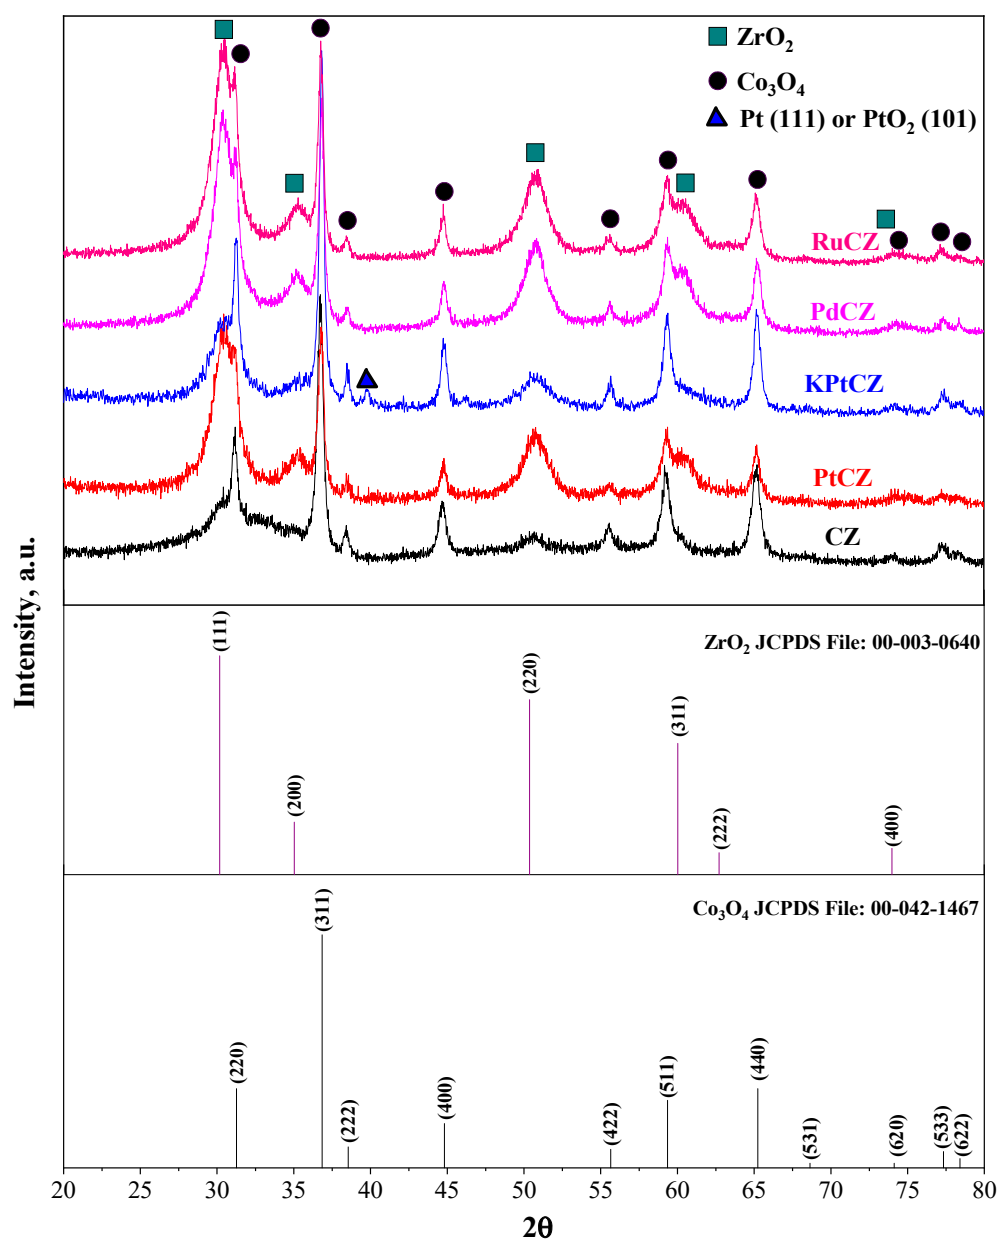 ZrO₂
Co₃O₄
Pt (111) or PtO₂ (101)
RuCZ
PdCZ
KPtCZ
PtCZ
CZ
Intensity, a.u.
ZrO₂ JCPDS File: 00-003-0640
(111)
(200)
(220)
(311)
(222)
(400)
Co₃O₄ JCPDS File: 00-042-1467
(220)
(311)
(222)
(400)
(422)
(511)
(440)
(531)
(620)
(533)
(622)
20 25 30 35 40 45 50 55 60 65 70 75 80
2θ